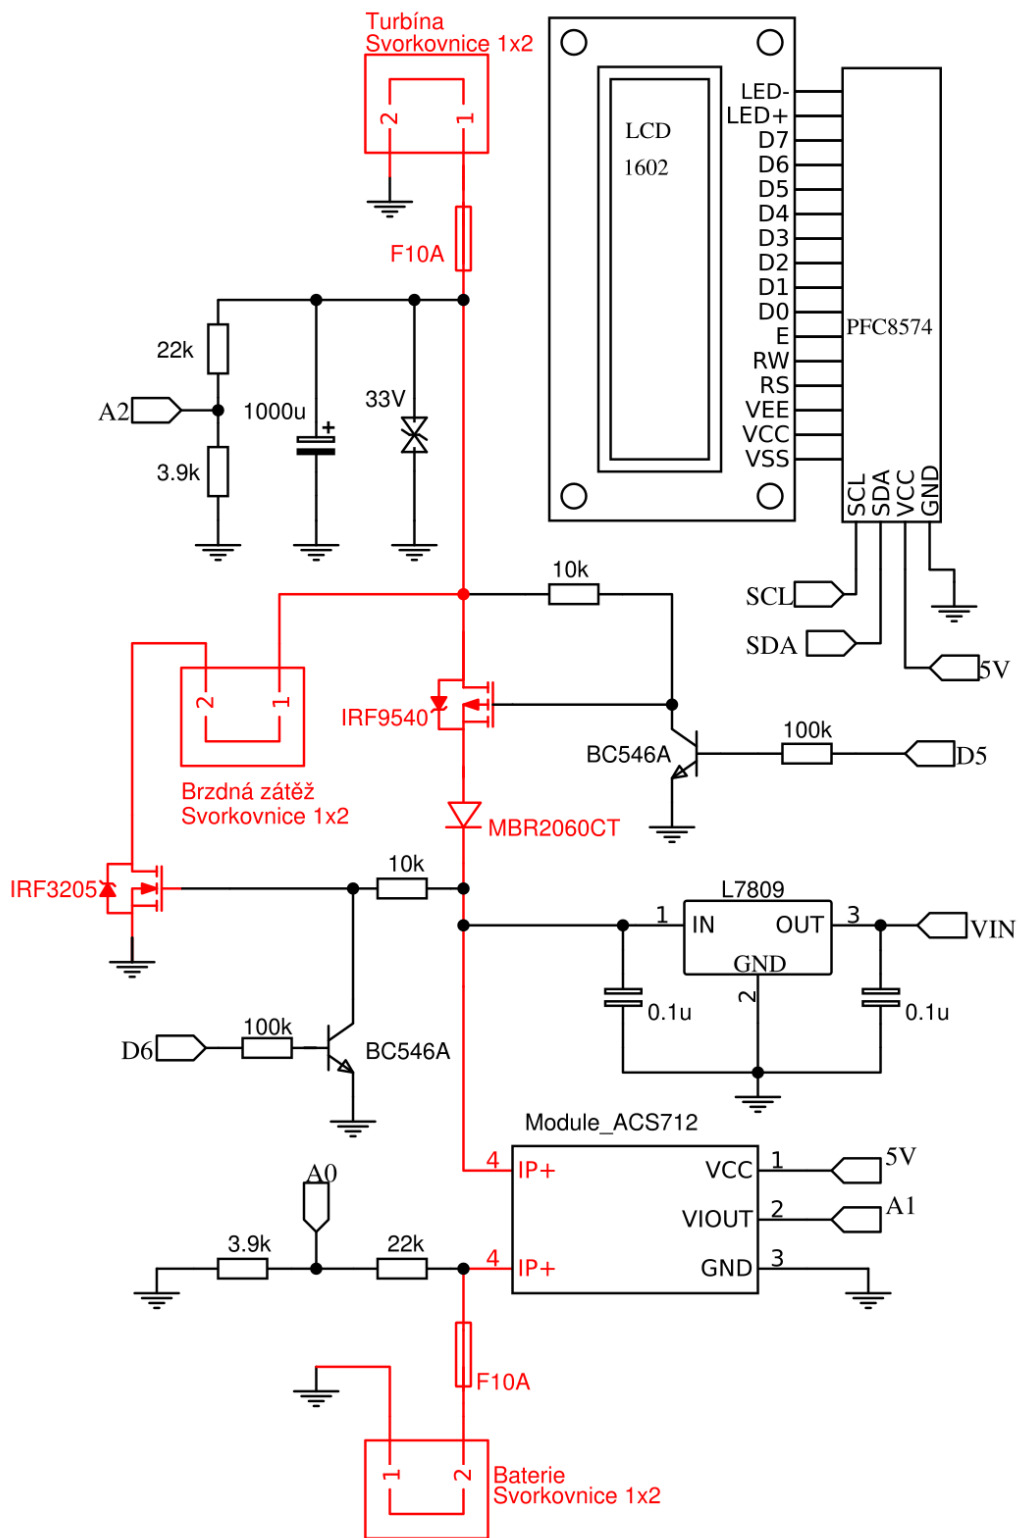 Turbína
Svorkovnice 1x2
2
1
F10A
22k
A2
3.9k
1000u
+
33V
LCD
1602
LED-
LED+
D7
D6
D5
D4
D3
D2
D1
D0
E
RW
RS
VEE
VCC
VSS
PFC8574
SCL
SDA
VCC
GND
SCL
SDA
5V
10k
2
1
IRF9540
BC546A
100k
D5
Brzdná zátěž
Svorkovnice 1x2
MBR2060CT
IRF3205
10k
L7809
1
IN
OUT
3
VIN
GND
2
0.1u
0.1u
D6
100k
BC546A
Module_ACS712
4
IP+
VCC
1
5V
VIOUT
2
A1
4
IP+
GND
3
A0
3.9k
22k
F10A
1
2
Baterie
Svorkovnice 1x2